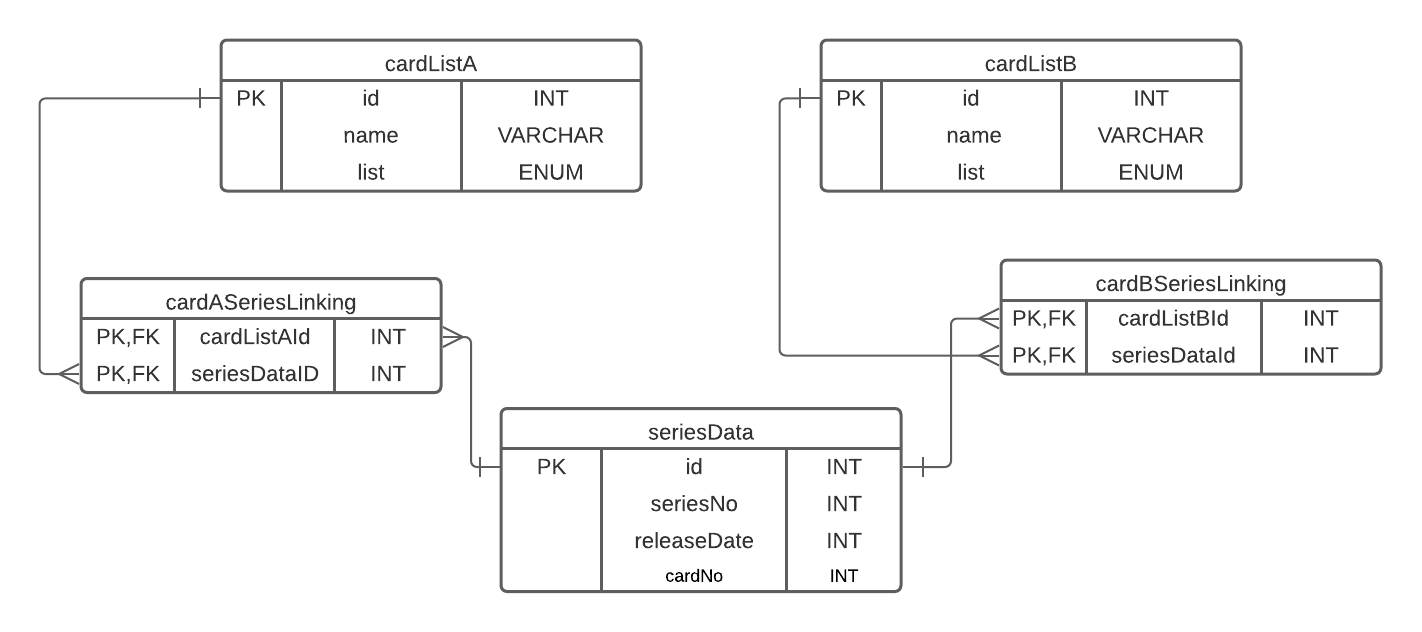 cardListA
PK id INT
name VARCHAR
list ENUM
cardListB
PK id INT
name VARCHAR
list ENUM
cardASeriesLinking
PK,FK cardListAId INT
PK,FK seriesDataID INT
cardBSeriesLinking
PK,FK cardListBId INT
PK,FK seriesDataId INT
seriesData
PK id INT
seriesNo INT
releaseDate INT
cardNo INT